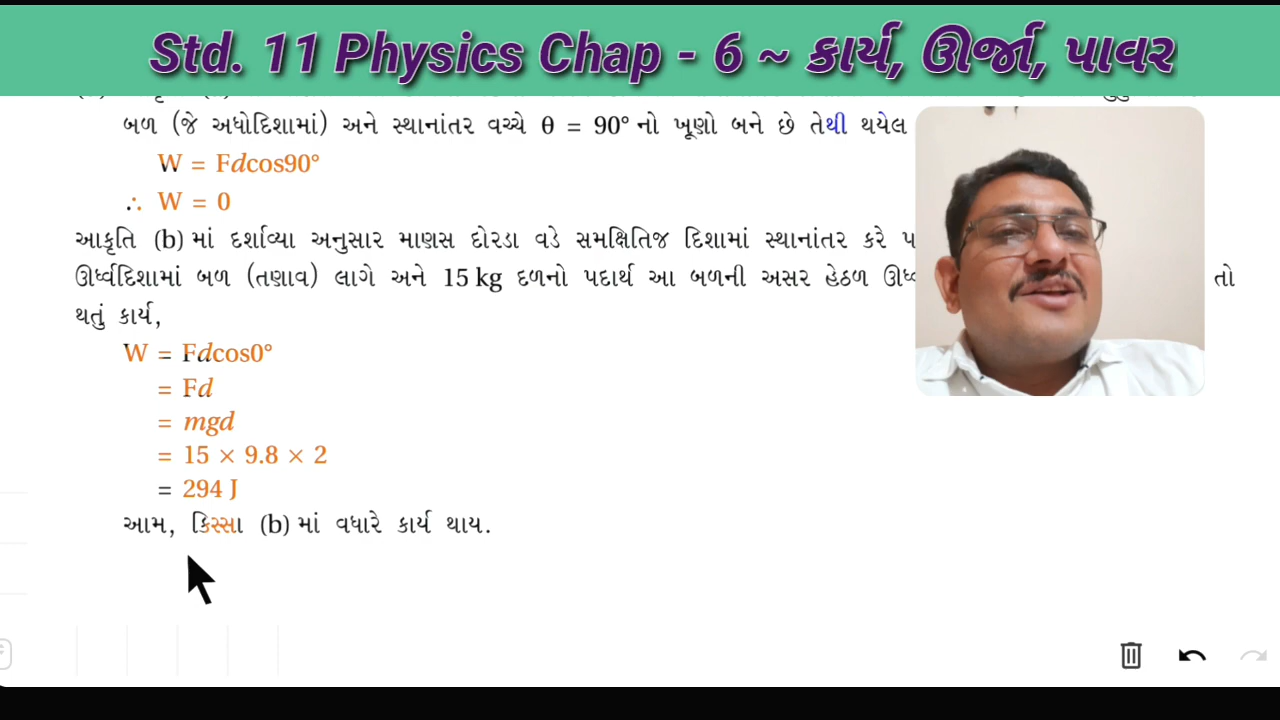 Std. 11 Physics Chap - 6 ~ કાર્ય, ઊર્જા, પાવર
બળ (જે અધોદિશામાં) અને સ્થાનાંતર વચ્ચે θ = 90° નો ખૂણો બને છે તેથી થયેલ
W = Fdcos90°
∴ W = 0
આકૃતિ (b) માં દર્શાવ્યા અનુસાર માણસ દોરડા વડે સમક્ષિતિજ દિશામાં સ્થાનાંતર કરે
ઊર્ધ્વદિશામાં બળ (તણાવ) લાગે અને 15 kg દળનો પદાર્થ આ બળની અસર હેઠળ તો
થતું કાર્ય,
W = Fdcos0°
= Fd
= mgd
= 15 × 9.8 × 2
= 294 J
આમ, કિસ્સા (b) માં વધારે કાર્ય થાય.